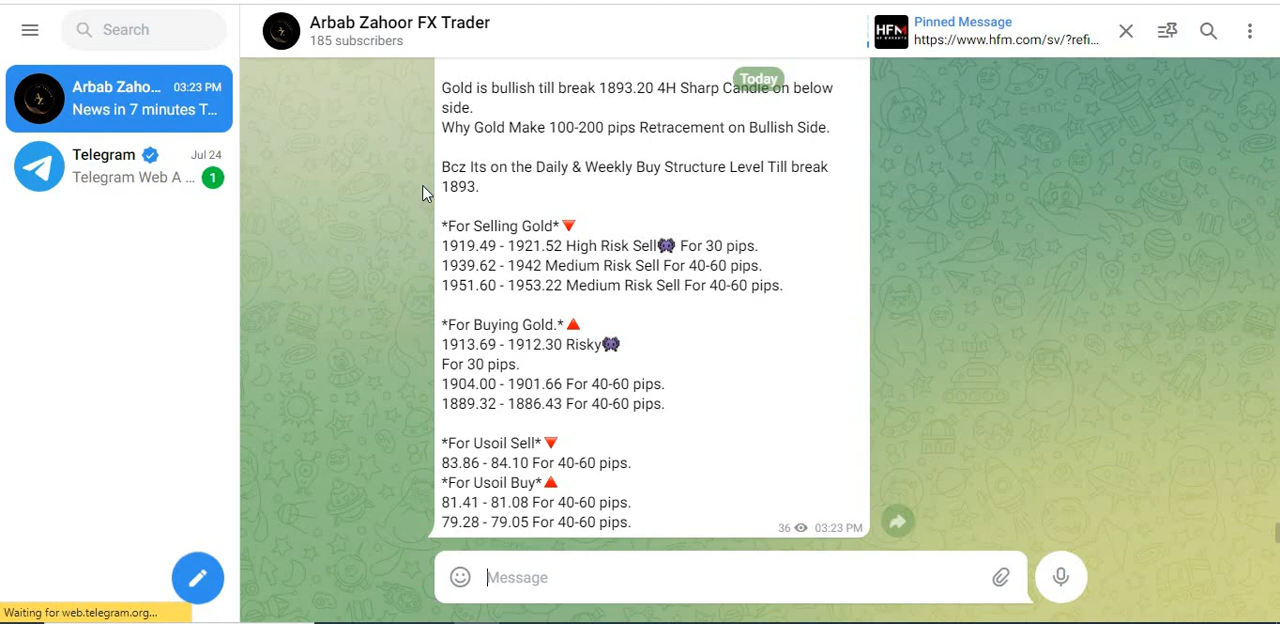 Search
Arbab Zahoor FX Trader
185 subscribers
HFM
Pinned Message
https://www.hfm.com/sv/?refi...
Arbab Zaho... 03:23 PM
News in 7 minutes T...
Telegram Jul 24
Telegram Web A ... 1
Today
Gold is bullish till break 1893.20 4H Sharp Candle on below
side.
Why Gold Make 100-200 pips Retracement on Bullish Side.
Bcz Its on the Daily & Weekly Buy Structure Level Till break
1893.
*For Selling Gold*🔻
1919.49 - 1921.52 High Risk Sell👾 For 30 pips.
1939.62 - 1942 Medium Risk Sell For 40-60 pips.
1951.60 - 1953.22 Medium Risk Sell For 40-60 pips.
*For Buying Gold.*🔺
1913.69 - 1912.30 Risky👾
For 30 pips.
1904.00 - 1901.66 For 40-60 pips.
1889.32 - 1886.43 For 40-60 pips.
*For Usoil Sell*🔻
83.86 - 84.10 For 40-60 pips.
*For Usoil Buy*🔺
81.41 - 81.08 For 40-60 pips.
79.28 - 79.05 For 40-60 pips.
36 03:23 PM
Message
Waiting for web.telegram.org...